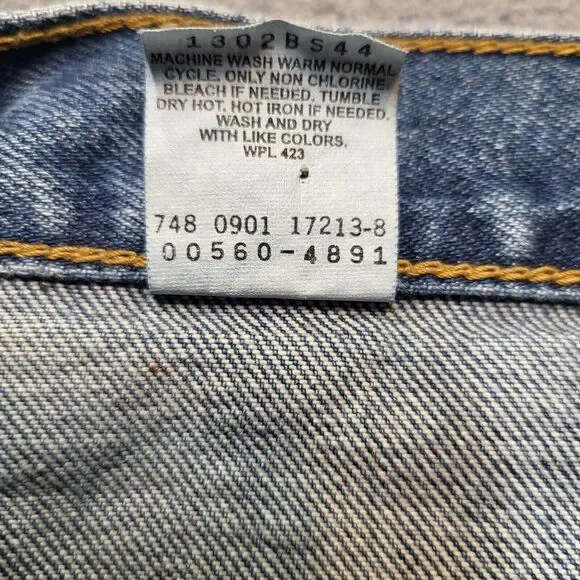 1302BS44
MACHINE WASH WARM NORMAL
CYCLE, ONLY NON CHLORINE,
BLEACH IF NEEDED, TUMBLE
DRY HOT, HOT IRON IF NEEDED.
WASH AND DRY
WITH LIKE COLORS.
WPL 423
748 0901 17213-8
00560-4891